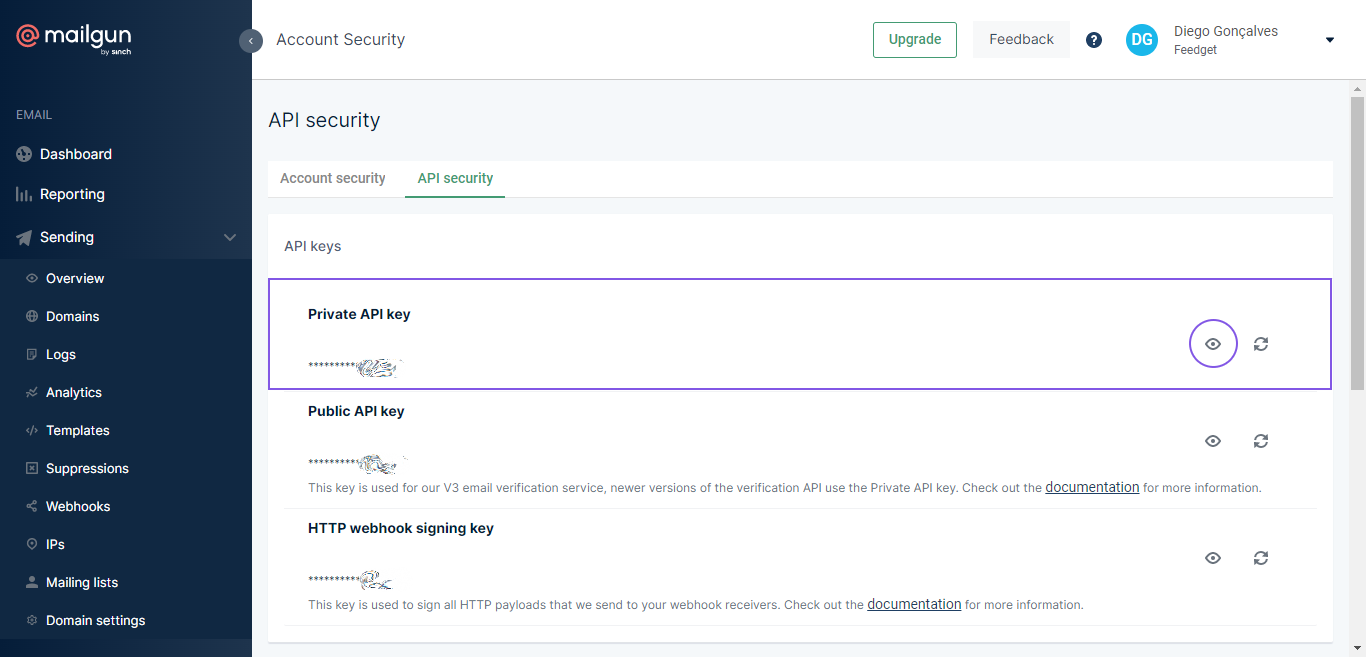 mailgun
by sinch
Account Security
Upgrade
Feedback
?
DG
Diego Gonçalves
Feedget
EMAIL
Dashboard
Reporting
Sending
Overview
Domains
Logs
Analytics
Templates
Suppressions
Webhooks
IPs
Mailing lists
Domain settings
API security
Account security
API security
API keys
Private API key
*********
Public API key
*********
This key is used for our V3 email verification service, newer versions of the verification API use the Private API key. Check out the documentation for more information.
HTTP webhook signing key
*********
This key is used to sign all HTTP payloads that we send to your webhook receivers. Check out the documentation for more information.